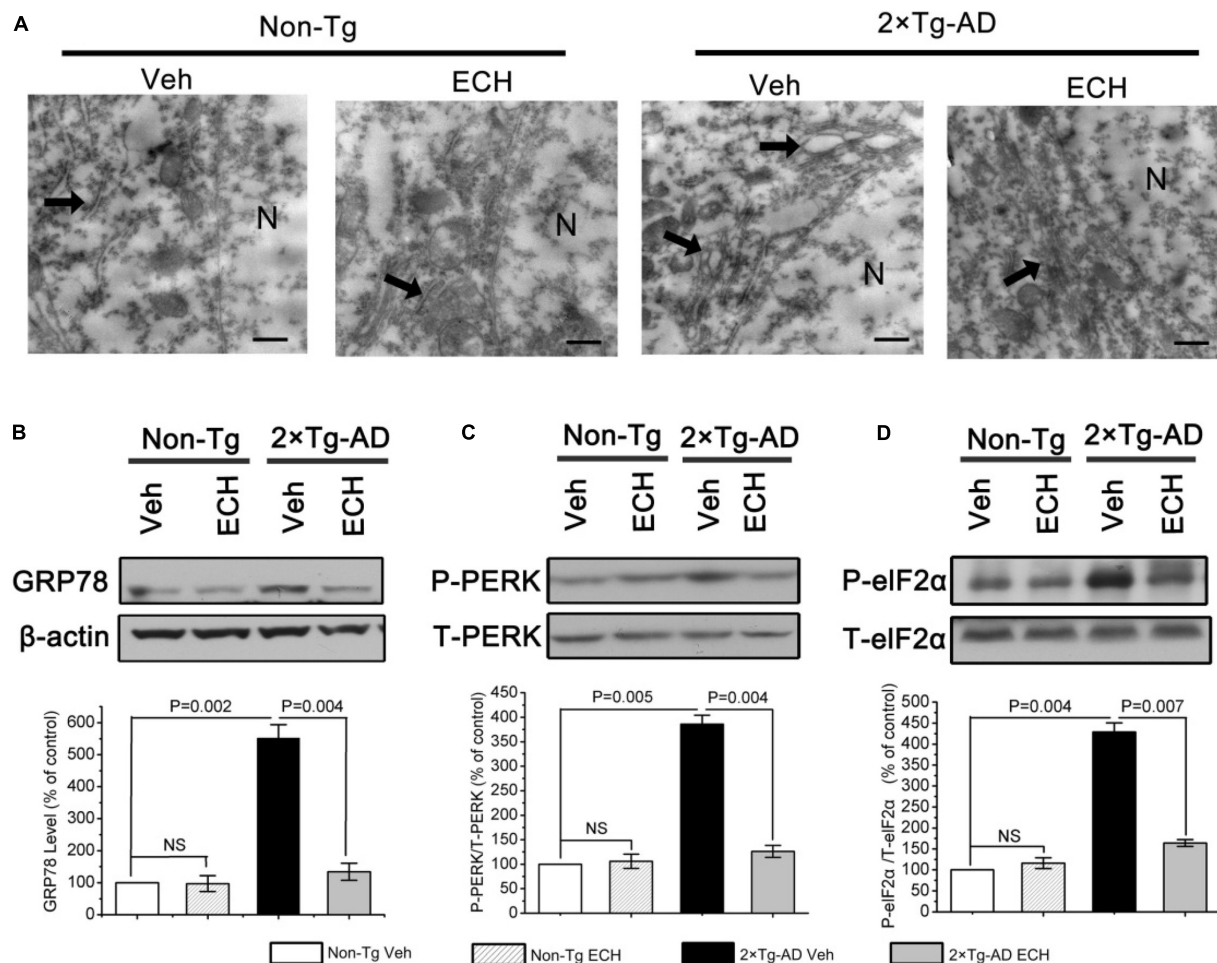 A
Non-Tg 2×Tg-AD
Veh ECH Veh ECH
N N N N
B C D
Non-Tg 2×Tg-AD Non-Tg 2×Tg-AD Non-Tg 2×Tg-AD
Veh ECH Veh ECH Veh ECH Veh ECH Veh ECH Veh ECH
GRP78 P-PERK P-eIF2α
β-actin T-PERK T-eIF2α
GRP78 Level (% of control)
600
500
400
300
200
100
0
P=0.002 P=0.004
NS
P-PERK/T-PERK (% of control)
450
400
350
300
250
200
150
100
50
0
P=0.005 P=0.004
NS
P-eIF2α /T-eIF2α
(% of control)
500
450
400
350
300
250
200
150
100
50
0
P=0.004 P=0.007
NS
Non-Tg Veh Non-Tg ECH 2×Tg-AD Veh 2×Tg-AD ECH